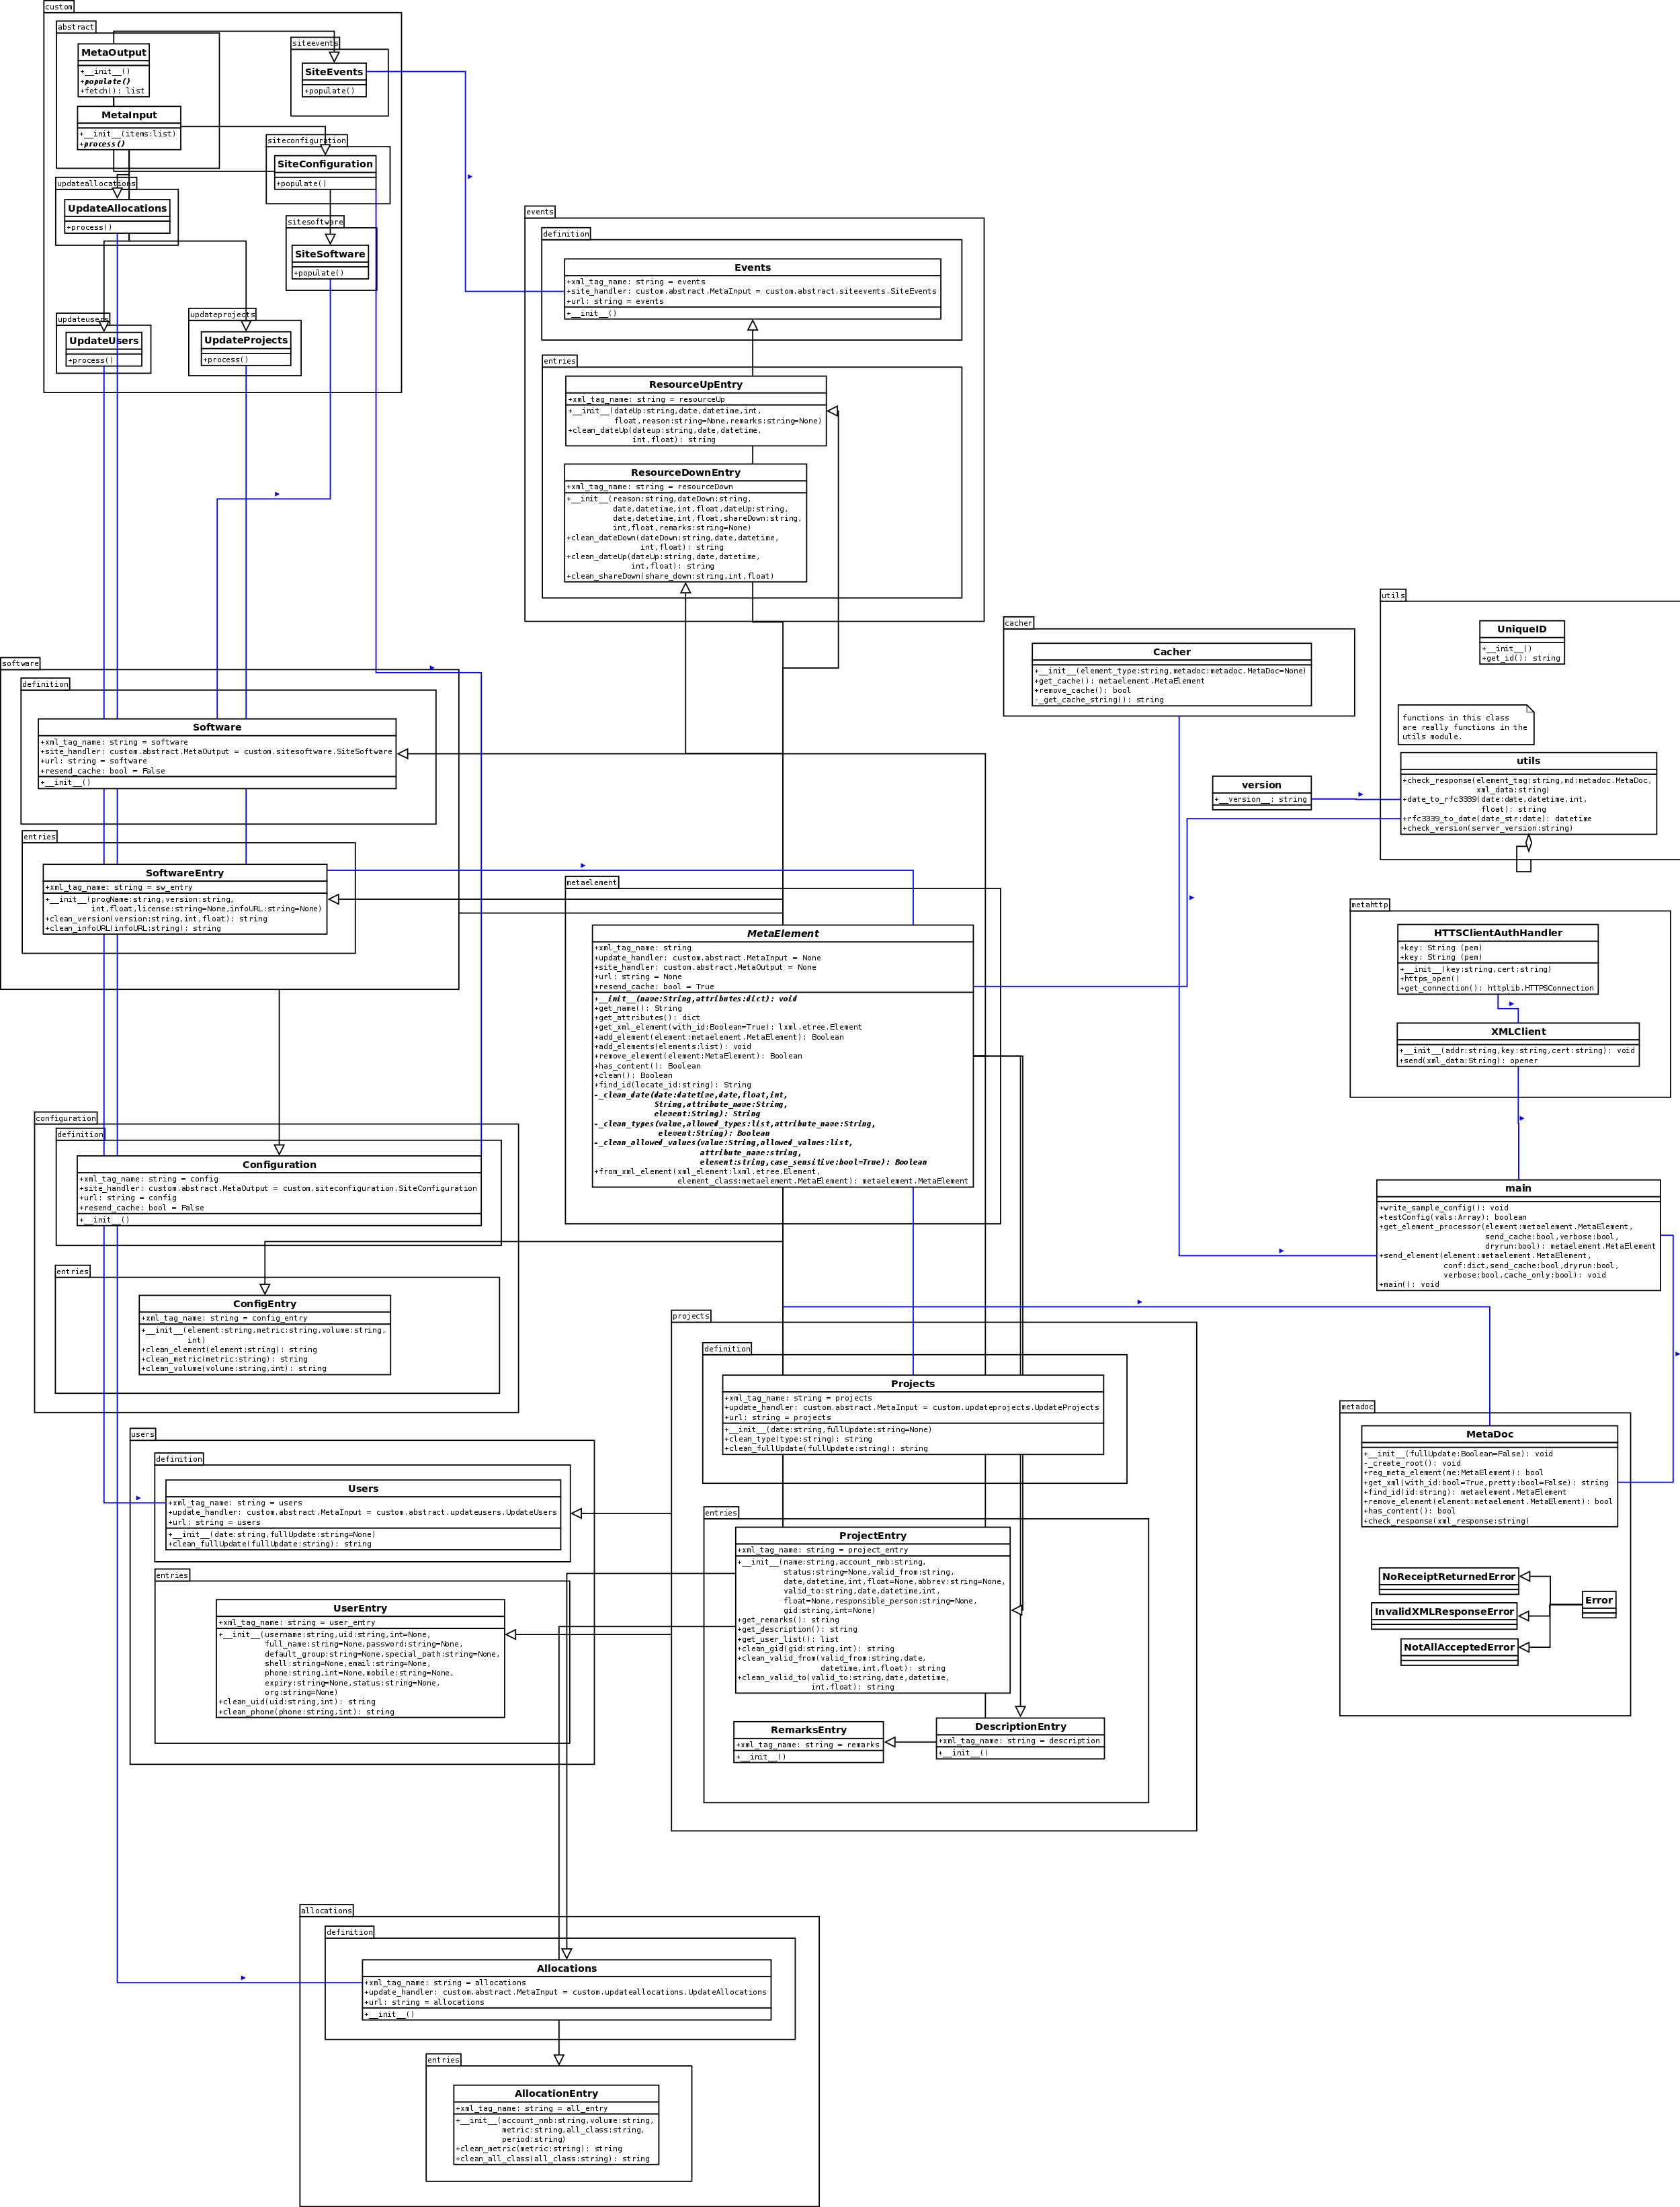 custom
abstract
MetaOutput
+__init__()
+populate()
+fetch(): list
MetaInput
+__init__(items:list)
+process()
siteevents
SiteEvents
+populate()
siteconfiguration
SiteConfiguration
+populate()
updateallocations
UpdateAllocations
+process()
sitesoftware
SiteSoftware
+populate()
updateusers
UpdateUsers
+process()
updateprojects
UpdateProjects
+process()
events
definition
Events
+xml_tag_name: string = events
+site_handler: custom.abstract.MetaInput = custom.abstract.siteevents.SiteEvents
+url: string = events
+__init__()
entries
ResourceUpEntry
+xml_tag_name: string = resourceUp
+__init__(dateUp:string,date,datetime,int,
float,reason:string=None,remarks:string=None)
+clean_dateUp(dateup:string,date,datetime,
int,float): string
ResourceDownEntry
+xml_tag_name: string = resourceDown
+__init__(reason:string,dateDown:string,
date,datetime,int,float,dateUp:string,
date,datetime,int,float,shareDown:string,
int,float,remarks:string=None)
+clean_dateDown(dateDown:string,date,datetime,
int,float): string
+clean_dateUp(dateUp:string,date,datetime,
int,float): string
+clean_shareDown(share_down:string,int,float)
cacher
Cacher
+__init__(element_type:string,metadoc:metadoc.MetaDoc=None)
+get_cache(): metaelement.MetaElement
+remove_cache(): bool
-_get_cache_string(): string
utils
UniqueID
+__init__()
+get_id(): string
functions in this class
are really functions in the
utils module.
utils
+check_response(element_tag:string,md:metadoc.MetaDoc,
xml_data:string)
+date_to_rfc3339(date:date,datetime,int,
float): string
+rfc3339_to_date(date_str:date): datetime
+check_version(server_version:string)
version
+__version__: string
software
definition
Software
+xml_tag_name: string = software
+site_handler: custom.abstract.MetaOutput = custom.sitesoftware.SiteSoftware
+url: string = software
+resend_cache: bool = False
+__init__()
entries
SoftwareEntry
+xml_tag_name: string = sw_entry
+__init__(progName:string,version:string,
int,float,license:string=None,infoURL:string=None)
+clean_version(version:string,int,float): string
+clean_infoURL(infoURL:string): string
metaelement
MetaElement
+xml_tag_name: string
+update_handler: custom.abstract.MetaInput = None
+site_handler: custom.abstract.MetaOutput = None
+url: string = None
+resend_cache: bool = True
+__init__(name:String,attributes:dict): void
+get_name(): String
+get_attributes(): dict
+get_xml_element(with_id:Boolean=True): lxml.etree.Element
+add_element(element:metaelement.MetaElement): Boolean
+add_elements(elements:list): void
+remove_element(element:MetaElement): Boolean
+has_content(): Boolean
+clean(): Boolean
+find_id(locate_id:string): String
-_clean_date(date:datetime,date,float,int,
String,attribute_name:String,
element:String): String
-_clean_types(value,allowed_types:list,attribute_name:String,
element:String): Boolean
-_clean_allowed_values(value:String,allowed_values:list,
attribute_name:string,
element:string,case_sensitive:bool=True): Boolean
+from_xml_element(xml_element:lxml.etree.Element,
element_class:metaelement.MetaElement): metaelement.MetaElement
metahttp
HTTSClientAuthHandler
+key: String (pem)
+key: String (pem)
+__init__(key:string,cert:string)
+https_open()
+get_connection(): httplib.HTTPSConnection
XMLClient
+__init__(addr:string,key:string,cert:string): void
+send(xml_data:String): opener
main
+write_sample_config(): void
+testConfig(vals:Array): boolean
+get_element_processor(element:metaelement.MetaElement,
send_cache:bool,verbose:bool,
dryrun:bool): metaelement.MetaElement
+send_element(element:metaelement.MetaElement,
conf:dict,send_cache:bool,dryrun:bool,
verbose:bool,cache_only:bool): void
+main(): void
configuration
definition
Configuration
+xml_tag_name: string = config
+site_handler: custom.abstract.MetaOutput = custom.siteconfiguration.SiteConfiguration
+url: string = config
+resend_cache: bool = False
+__init__()
entries
ConfigEntry
+xml_tag_name: string = config_entry
+__init__(element:string,metric:string,volume:string,
int)
+clean_element(element:string): string
+clean_metric(metric:string): string
+clean_volume(volume:string,int): string
projects
definition
Projects
+xml_tag_name: string = projects
+update_handler: custom.abstract.MetaInput = custom.updateprojects.UpdateProjects
+url: string = projects
+__init__(date:string,fullUpdate:string=None)
+clean_type(type:string): string
+clean_fullUpdate(fullUpdate:string): string
entries
ProjectEntry
+xml_tag_name: string = project_entry
+__init__(name:string,account_nmb:string,
status:string=None,valid_from:string,
date,datetime,int,float=None,abbrev:string=None,
valid_to:string,date,datetime,int,
float=None,responsible_person:string=None,
gid:string,int=None)
+get_remarks(): string
+get_description(): string
+get_user_list(): list
+clean_gid(gid:string,int): string
+clean_valid_from(valid_from:string,date,
datetime,int,float): string
+clean_valid_to(valid_to:string,date,datetime,
int,float): string
RemarksEntry
+xml_tag_name: string = remarks
+__init__()
DescriptionEntry
+xml_tag_name: string = description
+__init__()
metadoc
MetaDoc
+__init__(fullUpdate:Boolean=False): void
-_create_root(): void
+reg_meta_element(me:MetaElement): bool
+get_xml(with_id:bool=True,pretty:bool=False): string
+find_id(id:string): metaelement.MetaElement
+remove_element(element:metaelement.MetaElement): bool
+has_content(): bool
+check_response(xml_response:string)
NoReceiptReturnedError
InvalidXMLResponseError
NotAllAcceptedError
Error
users
definition
Users
+xml_tag_name: string = users
+update_handler: custom.abstract.MetaInput = custom.abstract.updateusers.UpdateUsers
+url: string = users
+__init__(date:string,fullUpdate:string=None)
+clean_fullUpdate(fullUpdate:string): string
entries
UserEntry
+xml_tag_name: string = user_entry
+__init__(username:string,uid:string,int=None,
full_name:string=None,password:string=None,
default_group:string=None,special_path:string=None,
shell:string=None,email:string=None,
phone:string,int=None,mobile:string=None,
expiry:string=None,status:string=None,
org:string=None)
+clean_uid(uid:string,int): string
+clean_phone(phone:string,int): string
allocations
definition
Allocations
+xml_tag_name: string = allocations
+update_handler: custom.abstract.MetaInput = custom.updateallocations.UpdateAllocations
+url: string = allocations
+__init__()
entries
AllocationEntry
+xml_tag_name: string = all_entry
+__init__(account_nmb:string,volume:string,
metric:string,all_class:string,
period:string)
+clean_metric(metric:string): string
+clean_all_class(all_class:string): string